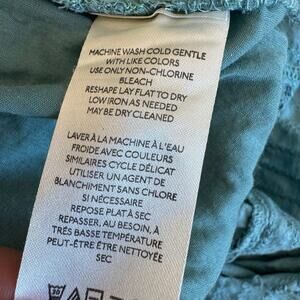 MACHINE WASH COLD GENTLE
WITH LIKE COLORS
USE ONLY NON-CHLORINE
BLEACH
RESHAPE LAY FLAT TO DRY
LOW IRON AS NEEDED
MAY BE DRY CLEANED
LAVER À LA MACHINE À L'EAU
FROIDE AVEC COULEURS
SIMILAIRES CYCLE DÉLICAT
UTILISER UN AGENT DE
BLANCHIMENT SANS CHLORE
SI NÉCESSAIRE
REPOSE PLAT À SEC
REPASSER, AU BESOIN, À
TRÉS BASSE TEMPÉRATURE
PEUT-ÊTRE ÊTRE NETTOYÉE
SEC
30